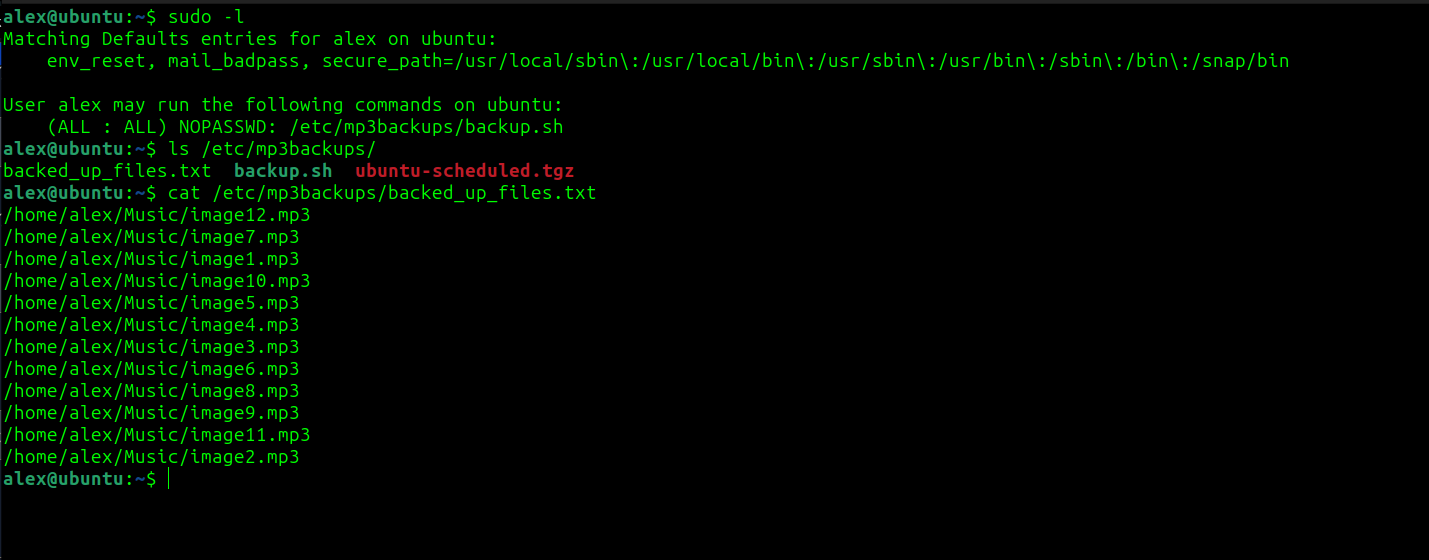 alex@ubuntu:~$ sudo -l
Matching Defaults entries for alex on ubuntu:
    env_reset, mail_badpass, secure_path=/usr/local/sbin\:/usr/local/bin\:/usr/sbin\:/usr/bin\:/sbin\:/bin\:/snap/bin

User alex may run the following commands on ubuntu:
    (ALL : ALL) NOPASSWD: /etc/mp3backups/backup.sh
alex@ubuntu:~$ ls /etc/mp3backups/
backed_up_files.txt  backup.sh  ubuntu-scheduled.tgz
alex@ubuntu:~$ cat /etc/mp3backups/backed_up_files.txt
/home/alex/Music/image12.mp3
/home/alex/Music/image7.mp3
/home/alex/Music/image1.mp3
/home/alex/Music/image10.mp3
/home/alex/Music/image5.mp3
/home/alex/Music/image4.mp3
/home/alex/Music/image3.mp3
/home/alex/Music/image6.mp3
/home/alex/Music/image8.mp3
/home/alex/Music/image9.mp3
/home/alex/Music/image11.mp3
/home/alex/Music/image2.mp3
alex@ubuntu:~$